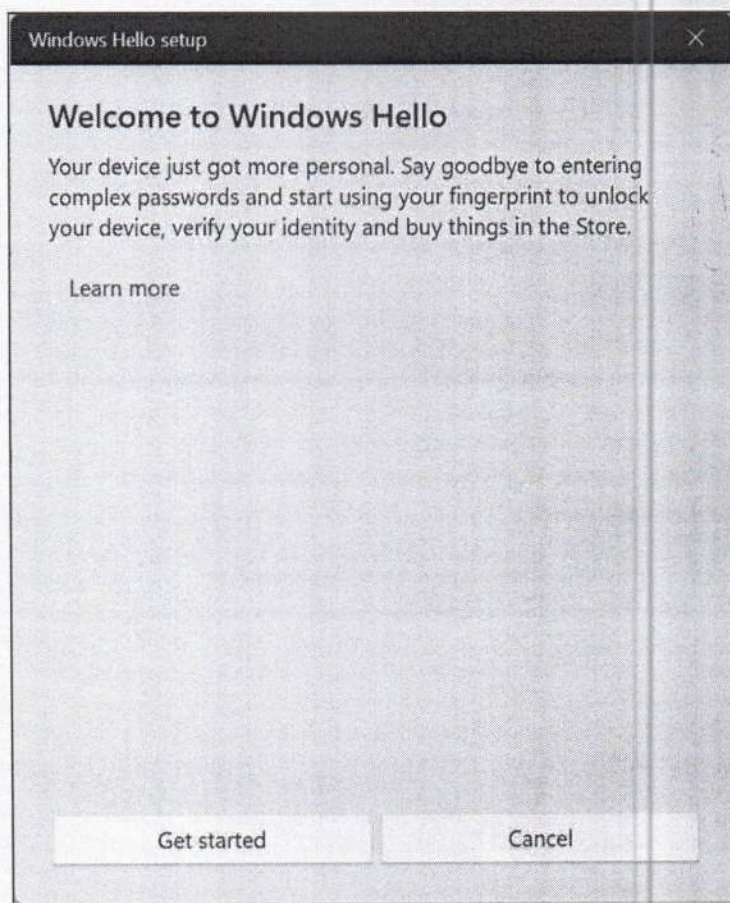 Windows Hello setup
Welcome to Windows Hello
Your device just got more personal. Say goodbye to entering
complex passwords and start using your fingerprint to unlock
your device, verify your identity and buy things in the Store.
Learn more
Get started
Cancel